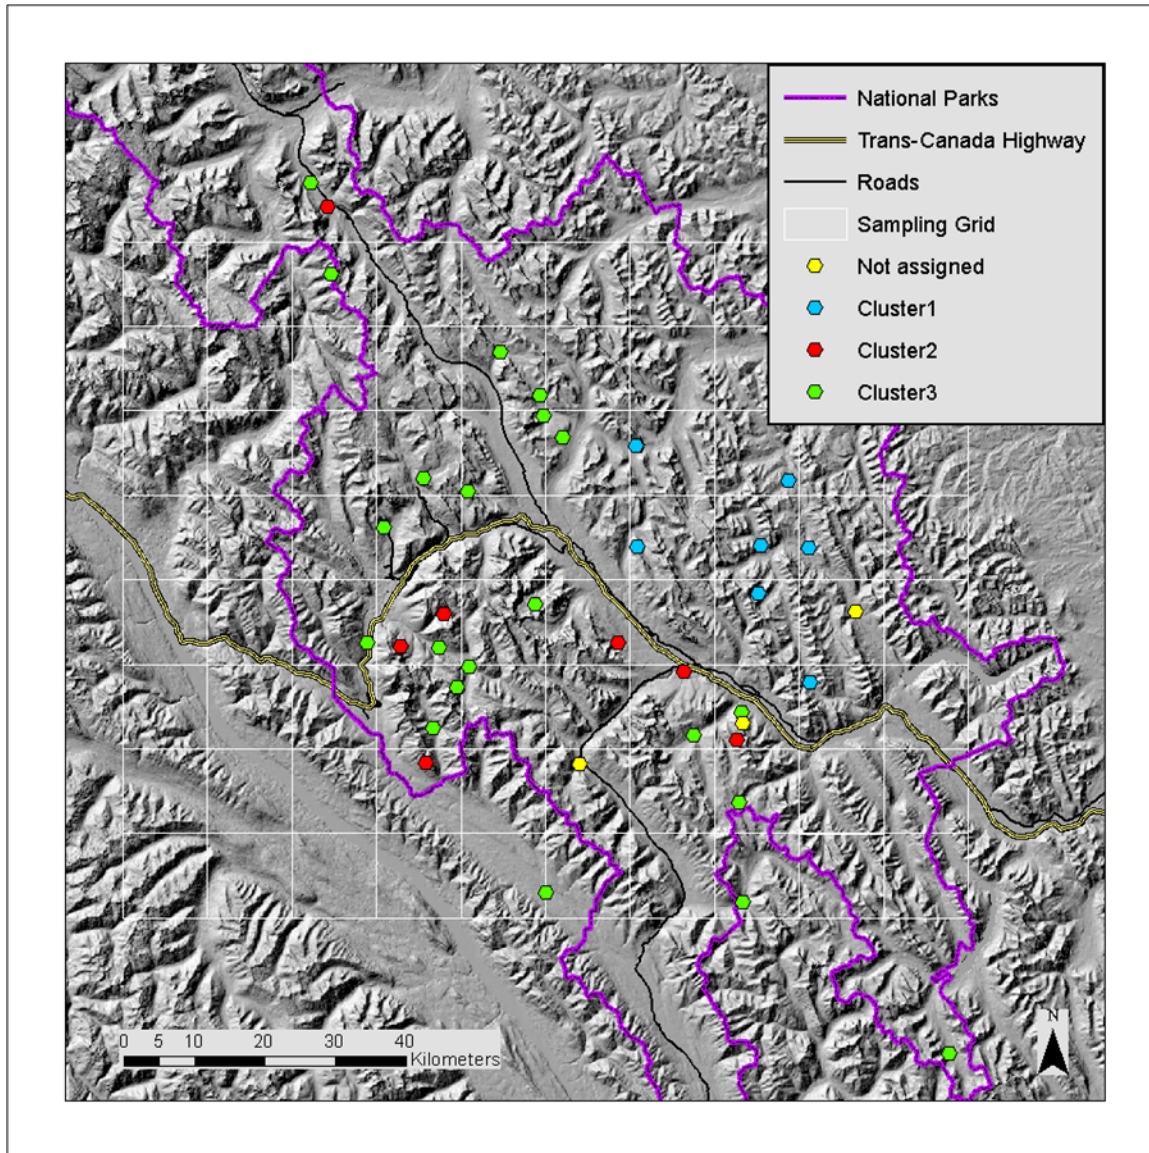 National Parks
Trans-Canada Highway
Roads
Sampling Grid
Not assigned
Cluster1
Cluster2
Cluster3
N
0 5 10 20 30 40
Kilometers